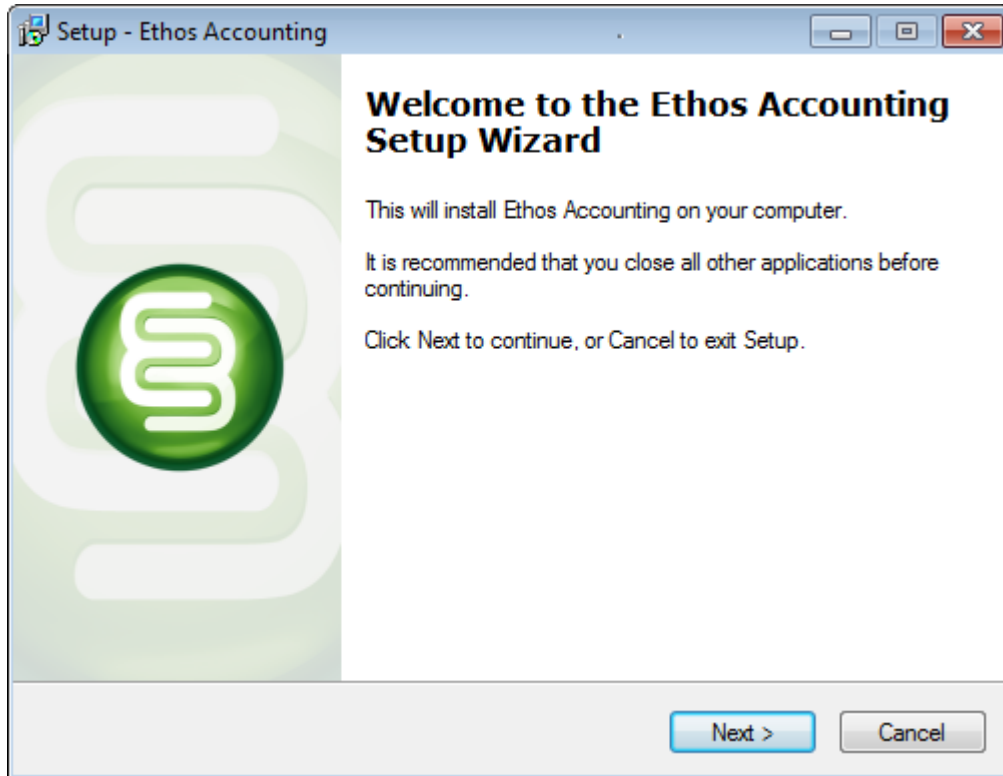 Setup - Ethos Accounting
Welcome to the Ethos Accounting
Setup Wizard
This will install Ethos Accounting on your computer.
It is recommended that you close all other applications before
continuing.
Click Next to continue, or Cancel to exit Setup.
Next >
Cancel